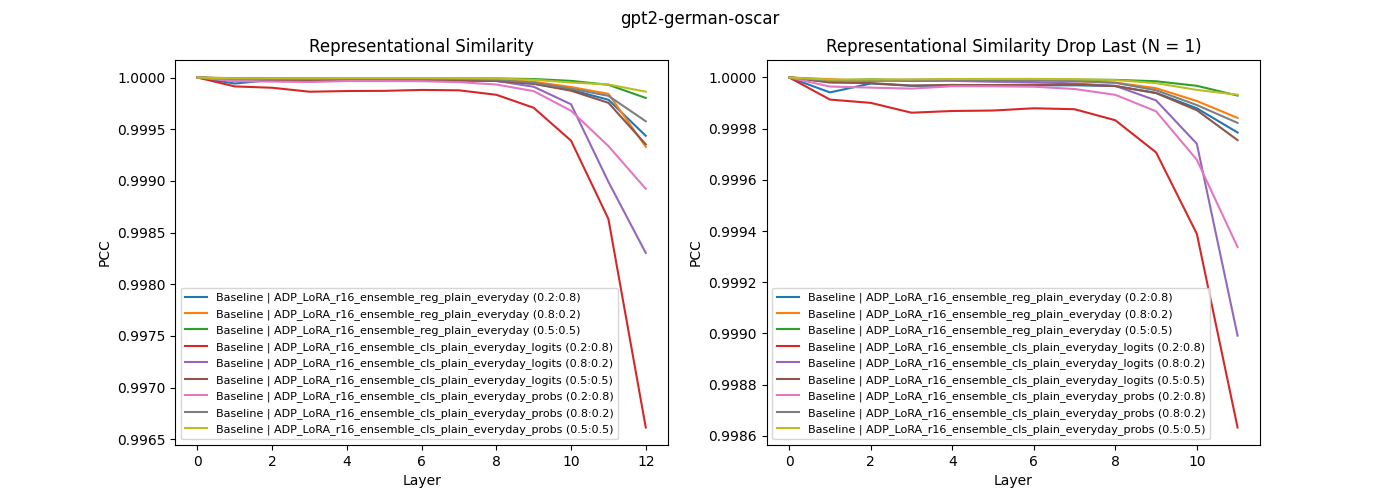 gpt2-german-oscar
Representational Similarity
1.0000
0.9995
0.9990
0.9985
0.9980
0.9975
0.9970
0.9965
PCC
Baseline | ADP_LoRA_r16_ensemble_reg_plain_everyday (0.2:0.8)
Baseline | ADP_LoRA_r16_ensemble_reg_plain_everyday (0.8:0.2)
Baseline | ADP_LoRA_r16_ensemble_reg_plain_everyday (0.5:0.5)
Baseline | ADP_LoRA_r16_ensemble_cls_plain_everyday_logits (0.2:0.8)
Baseline | ADP_LoRA_r16_ensemble_cls_plain_everyday_logits (0.8:0.2)
Baseline | ADP_LoRA_r16_ensemble_cls_plain_everyday_logits (0.5:0.5)
Baseline | ADP_LoRA_r16_ensemble_cls_plain_everyday_probs (0.2:0.8)
Baseline | ADP_LoRA_r16_ensemble_cls_plain_everyday_probs (0.8:0.2)
Baseline | ADP_LoRA_r16_ensemble_cls_plain_everyday_probs (0.5:0.5)
0 2 4 6 8 10 12
Layer
Representational Similarity Drop Last (N = 1)
1.0000
0.9998
0.9996
0.9994
0.9992
0.9990
0.9988
0.9986
PCC
Baseline | ADP_LoRA_r16_ensemble_reg_plain_everyday (0.2:0.8)
Baseline | ADP_LoRA_r16_ensemble_reg_plain_everyday (0.8:0.2)
Baseline | ADP_LoRA_r16_ensemble_reg_plain_everyday (0.5:0.5)
Baseline | ADP_LoRA_r16_ensemble_cls_plain_everyday_logits (0.2:0.8)
Baseline | ADP_LoRA_r16_ensemble_cls_plain_everyday_logits (0.8:0.2)
Baseline | ADP_LoRA_r16_ensemble_cls_plain_everyday_logits (0.5:0.5)
Baseline | ADP_LoRA_r16_ensemble_cls_plain_everyday_probs (0.2:0.8)
Baseline | ADP_LoRA_r16_ensemble_cls_plain_everyday_probs (0.8:0.2)
Baseline | ADP_LoRA_r16_ensemble_cls_plain_everyday_probs (0.5:0.5)
0 2 4 6 8 10
Layer